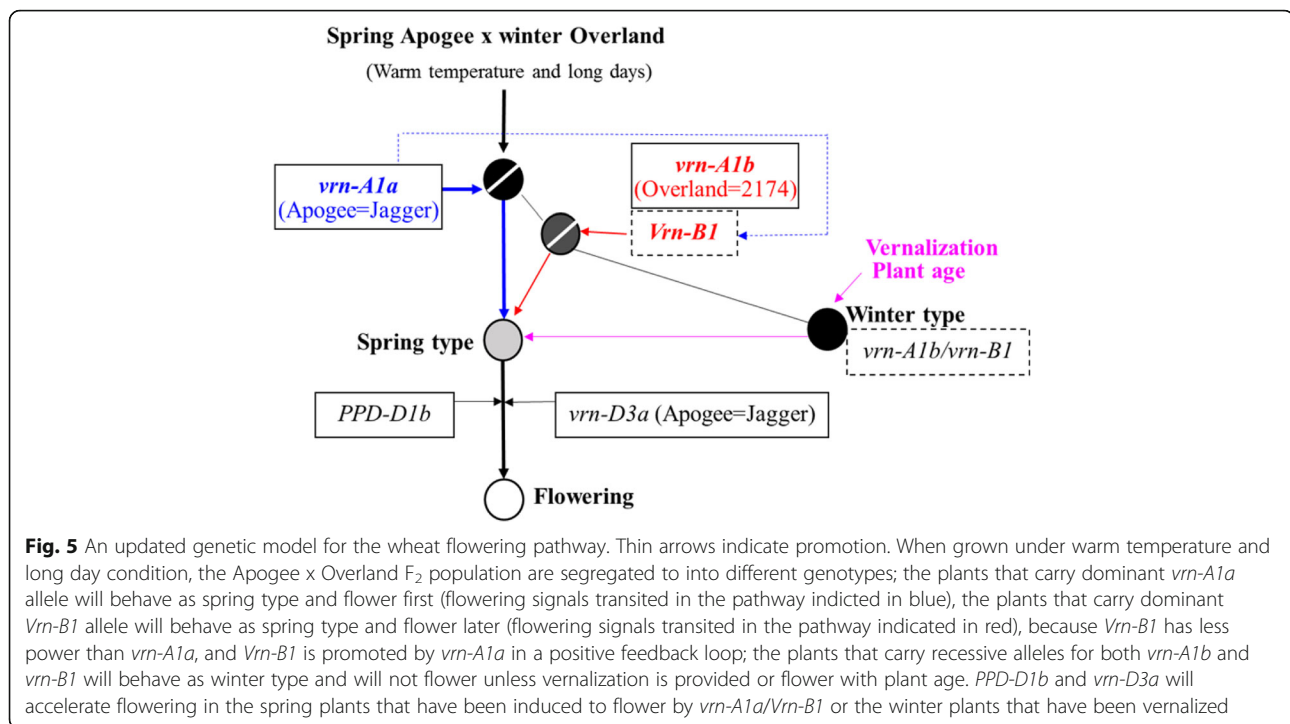 Spring Apogee x winter Overland
(Warm temperature and long days)
vrn-A1a
(Apogee=Jagger)
vrn-A1b
(Overland=2174)
Vrn-B1
Vernalization
Plant age
Winter type
vrn-A1b/vrn-B1
Spring type
PPD-D1b
vrn-D3a (Apogee=Jagger)
Flowering
Fig. 5 An updated genetic model for the wheat flowering pathway. Thin arrows indicate promotion. When grown under warm temperature and
long day condition, the Apogee x Overland F2 population are segregated to into different genotypes; the plants that carry dominant vrn-A1a
allele will behave as spring type and flower first (flowering signals transited in the pathway indicted in blue), the plants that carry dominant
Vrn-B1 allele will behave as spring type and flower later (flowering signals transited in the pathway indicated in red), because Vrn-B1 has less
power than vrn-A1a, and Vrn-B1 is promoted by vrn-A1a in a positive feedback loop; the plants that carry recessive alleles for both vrn-A1b and
vrn-B1 will behave as winter type and will not flower unless vernalization is provided or flower with plant age. PPD-D1b and vrn-D3a will
accelerate flowering in the spring plants that have been induced to flower by vrn-A1a/Vrn-B1 or the winter plants that have been vernalized